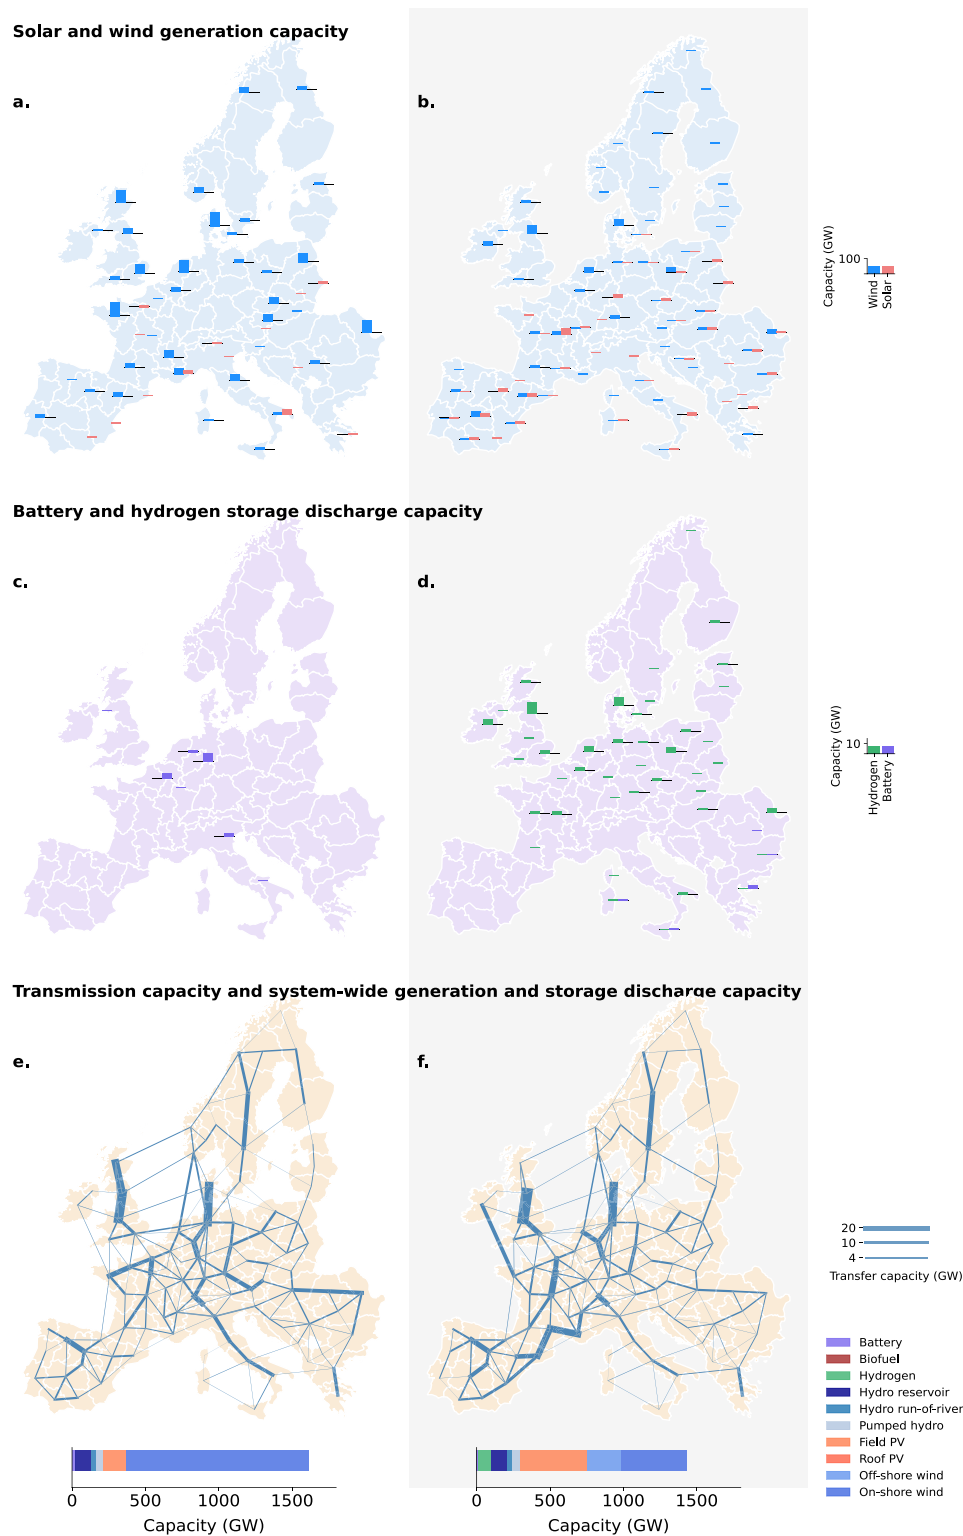 Solar and wind generation capacity
a.
b.
Capacity (GW)
100
Wind
Solar
Battery and hydrogen storage discharge capacity
c.
d.
Capacity (GW)
10
Hydrogen
Battery
Transmission capacity and system-wide generation and storage discharge capacity
e.
f.
20
10
4
Transfer capacity (GW)
Battery
Biofuel
Hydrogen
Hydro reservoir
Hydro run-of-river
Pumped hydro
Field PV
Roof PV
Off-shore wind
On-shore wind
0 500 1000 1500
Capacity (GW)
0 500 1000 1500
Capacity (GW)